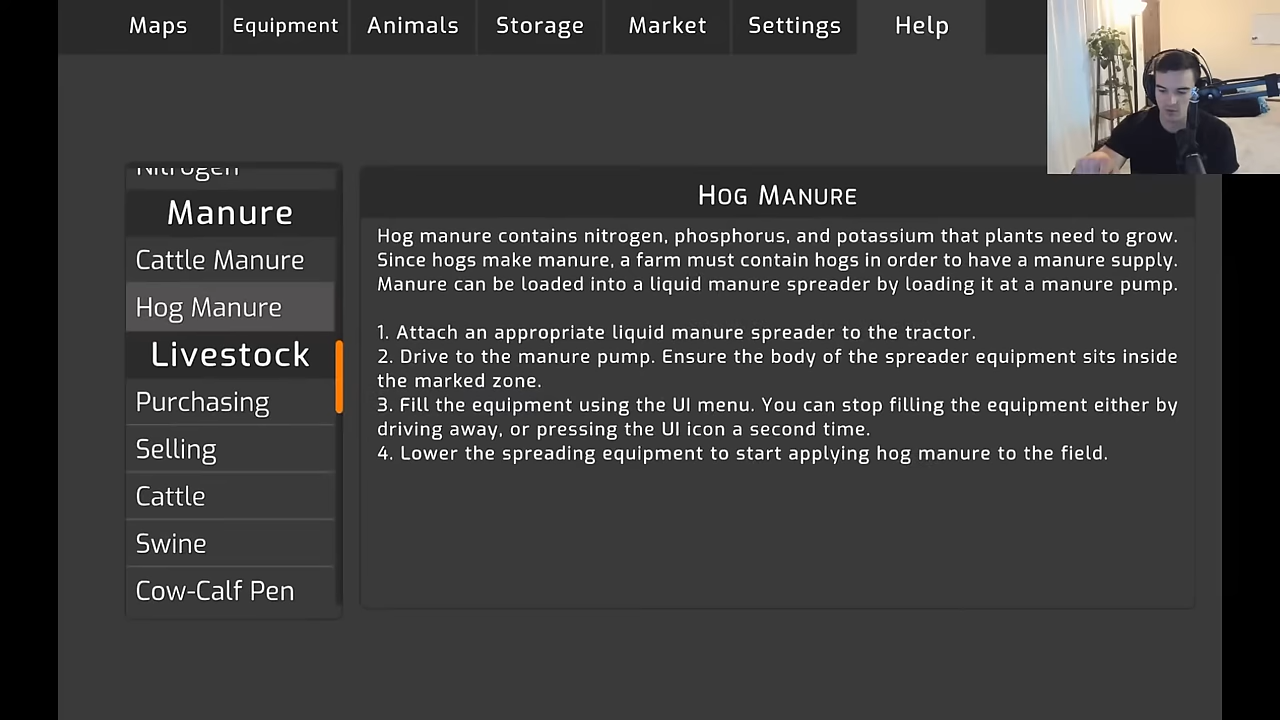 Maps Equipment Animals Storage Market Settings Help
Nitrogen
Manure
Cattle Manure
Hog Manure
Livestock
Purchasing
Selling
Cattle
Swine
Cow-Calf Pen
Hog Manure
Hog manure contains nitrogen, phosphorus, and potassium that plants need to grow.
Since hogs make manure, a farm must contain hogs in order to have a manure supply.
Manure can be loaded into a liquid manure spreader by loading it at a manure pump.
1. Attach an appropriate liquid manure spreader to the tractor.
2. Drive to the manure pump. Ensure the body of the spreader equipment sits inside
the marked zone.
3. Fill the equipment using the UI menu. You can stop filling the equipment either by
driving away, or pressing the UI icon a second time.
4. Lower the spreading equipment to start applying hog manure to the field.